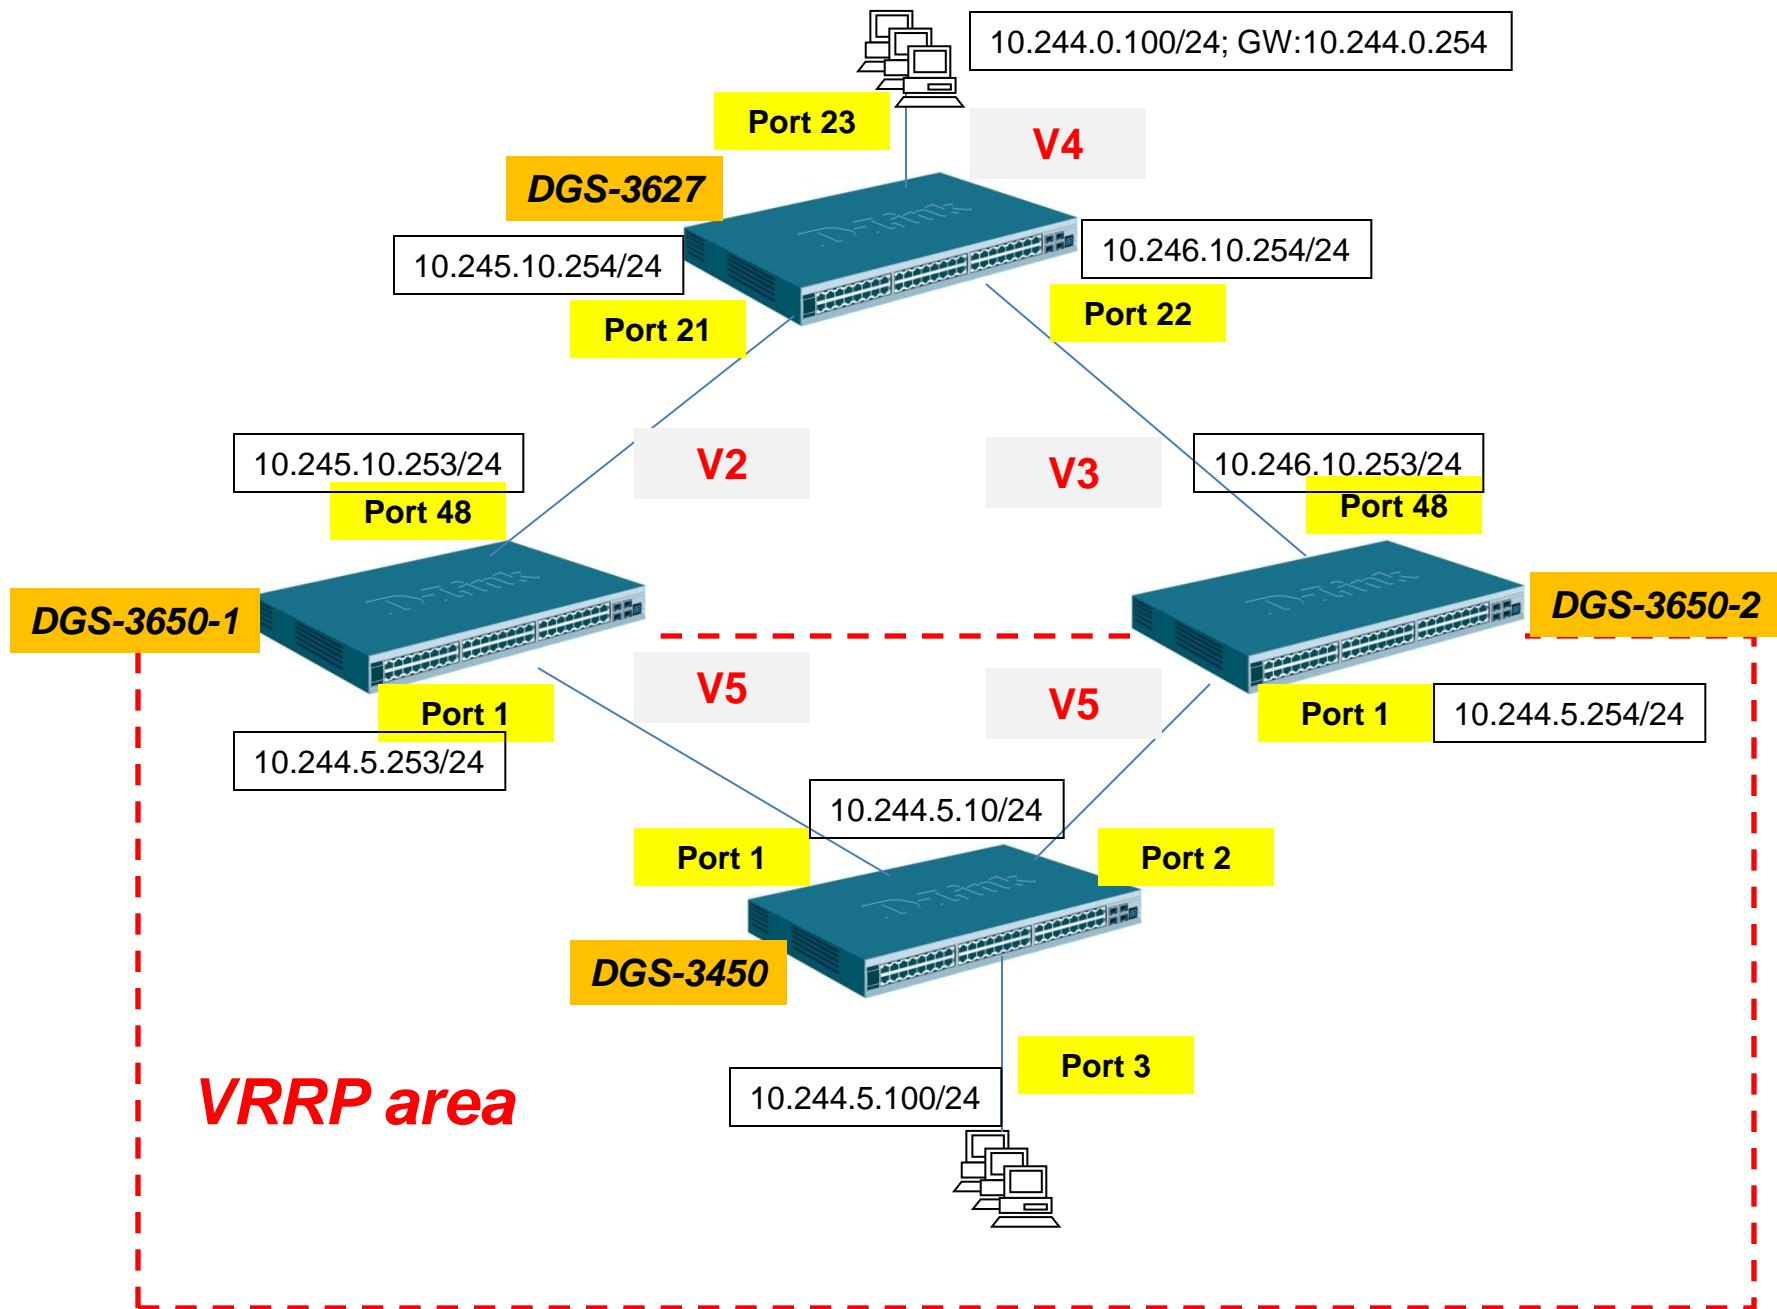 10.244.0.100/24; GW:10.244.0.254
Port 23
V4
DGS-3627
D-Link
10.245.10.254/24
10.246.10.254/24
Port 21
Port 22
10.245.10.253/24
V2
V3
10.246.10.253/24
Port 48
Port 48
D-Link
D-Link
DGS-3650-1
DGS-3650-2
V5
V5
Port 1
Port 1
10.244.5.254/24
10.244.5.253/24
10.244.5.10/24
Port 1
Port 2
D-Link
DGS-3450
Port 3
VRRP area
10.244.5.100/24